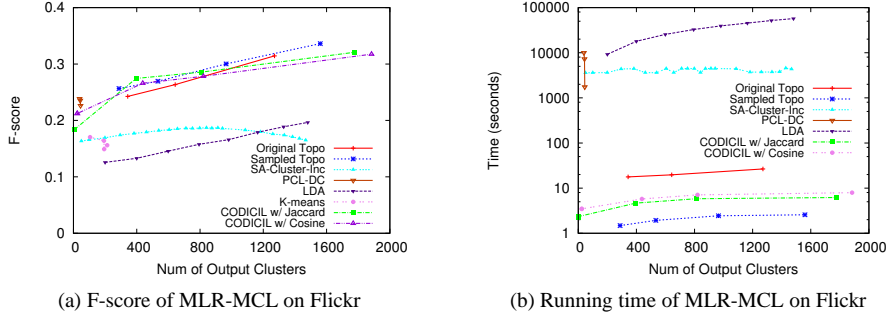 F-score
0.4
0.3
0.2
0.1
0
0 400 800 1200 1600 2000
Num of Output Clusters
Original Topo
Sampled Topo
SA-Cluster-Inc
PCL-DC
LDA
K-means
CODICIL w/ Jaccard
CODICIL w/ Cosine
(a) F-score of MLR-MCL on Flickr
Time (seconds)
100000
10000
1000
100
10
1
0 400 800 1200 1600 2000
Num of Output Clusters
Original Topo
Sampled Topo
SA-Cluster-Inc
PCL-DC
LDA
CODICIL w/ Jaccard
CODICIL w/ Cosine
(b) Running time of MLR-MCL on Flickr